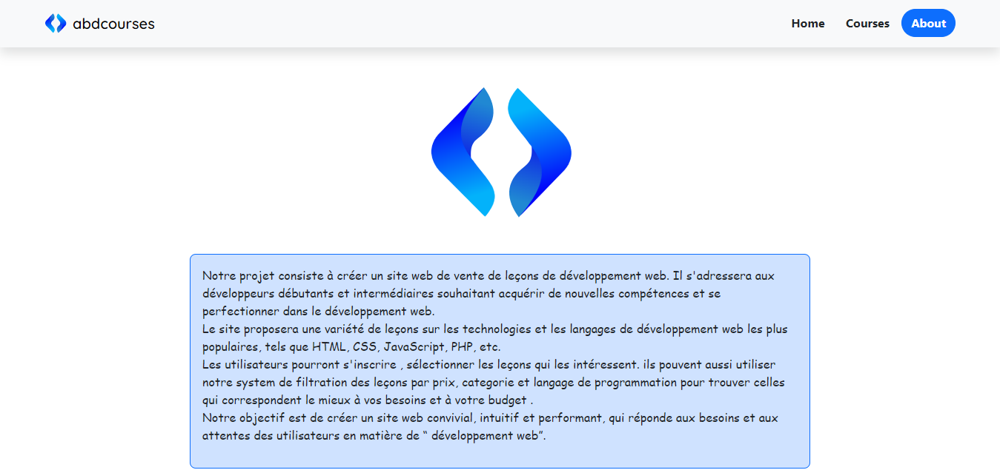 abdcourses
Home
Courses
About
Notre projet consiste à créer un site web de vente de leçons de développement web. Il s'adressera aux
développeurs débutants et intermédiaires souhaitant acquérir de nouvelles compétences et se
perfectionner dans le développement web.
Le site proposera une variété de leçons sur les technologies et les langages de développement web les plus
populaires, tels que HTML, CSS, JavaScript, PHP, etc.
Les utilisateurs pourront s'inscrire , sélectionner les leçons qui les intéressent. ils pouvent aussi utiliser
notre system de filtration des leçons par prix, categorie et langage de programmation pour trouver celles
qui correspondent le mieux à vos besoins et à votre budget .
Notre objectif est de créer un site web convivial, intuitif et performant, qui réponde aux besoins et aux
attentes des utilisateurs en matière de “ développement web”.